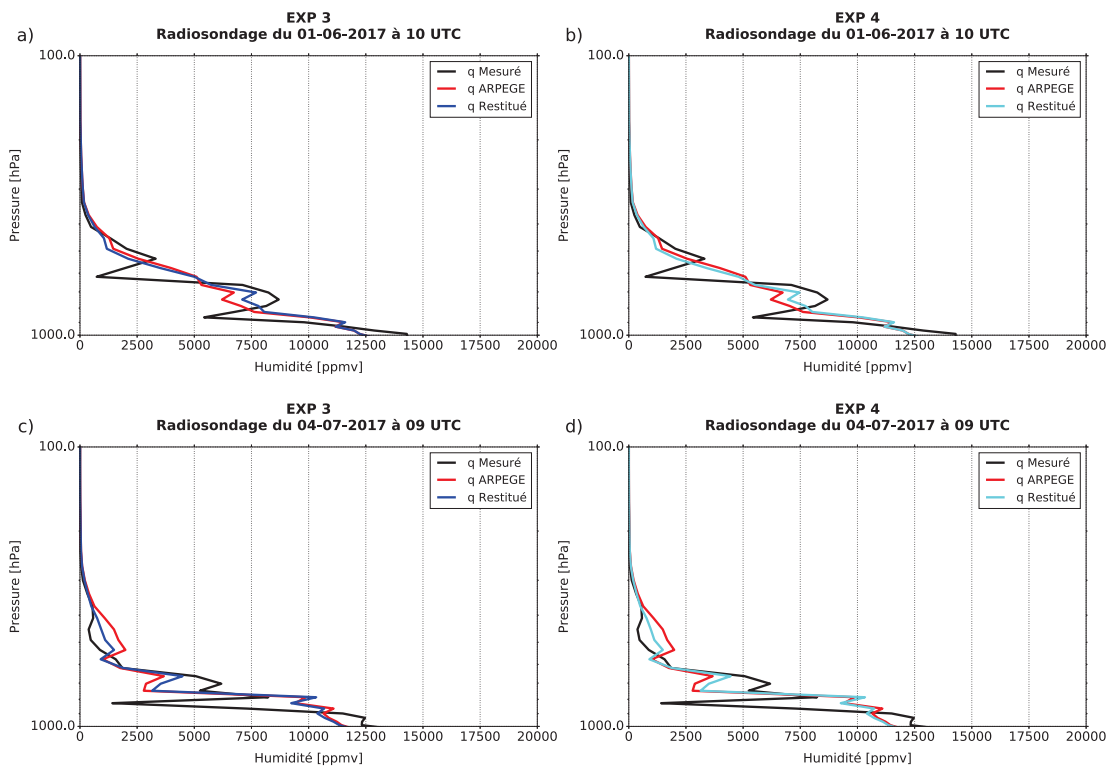 EXP 3
a) Radiosondage du 01-06-2017 à 10 UTC
100.0
q Mesuré
q ARPEGE
q Restitué
Pressure [hPa]
1000.0
0 2500 5000 7500 10000 12500 15000 17500 20000
Humidité [ppmv]
EXP 4
b) Radiosondage du 01-06-2017 à 10 UTC
100.0
q Mesuré
q ARPEGE
q Restitué
Pressure [hPa]
1000.0
0 2500 5000 7500 10000 12500 15000 17500 20000
Humidité [ppmv]
EXP 3
c) Radiosondage du 04-07-2017 à 09 UTC
100.0
q Mesuré
q ARPEGE
q Restitué
Pressure [hPa]
1000.0
0 2500 5000 7500 10000 12500 15000 17500 20000
Humidité [ppmv]
EXP 4
d) Radiosondage du 04-07-2017 à 09 UTC
100.0
q Mesuré
q ARPEGE
q Restitué
Pressure [hPa]
1000.0
0 2500 5000 7500 10000 12500 15000 17500 20000
Humidité [ppmv]